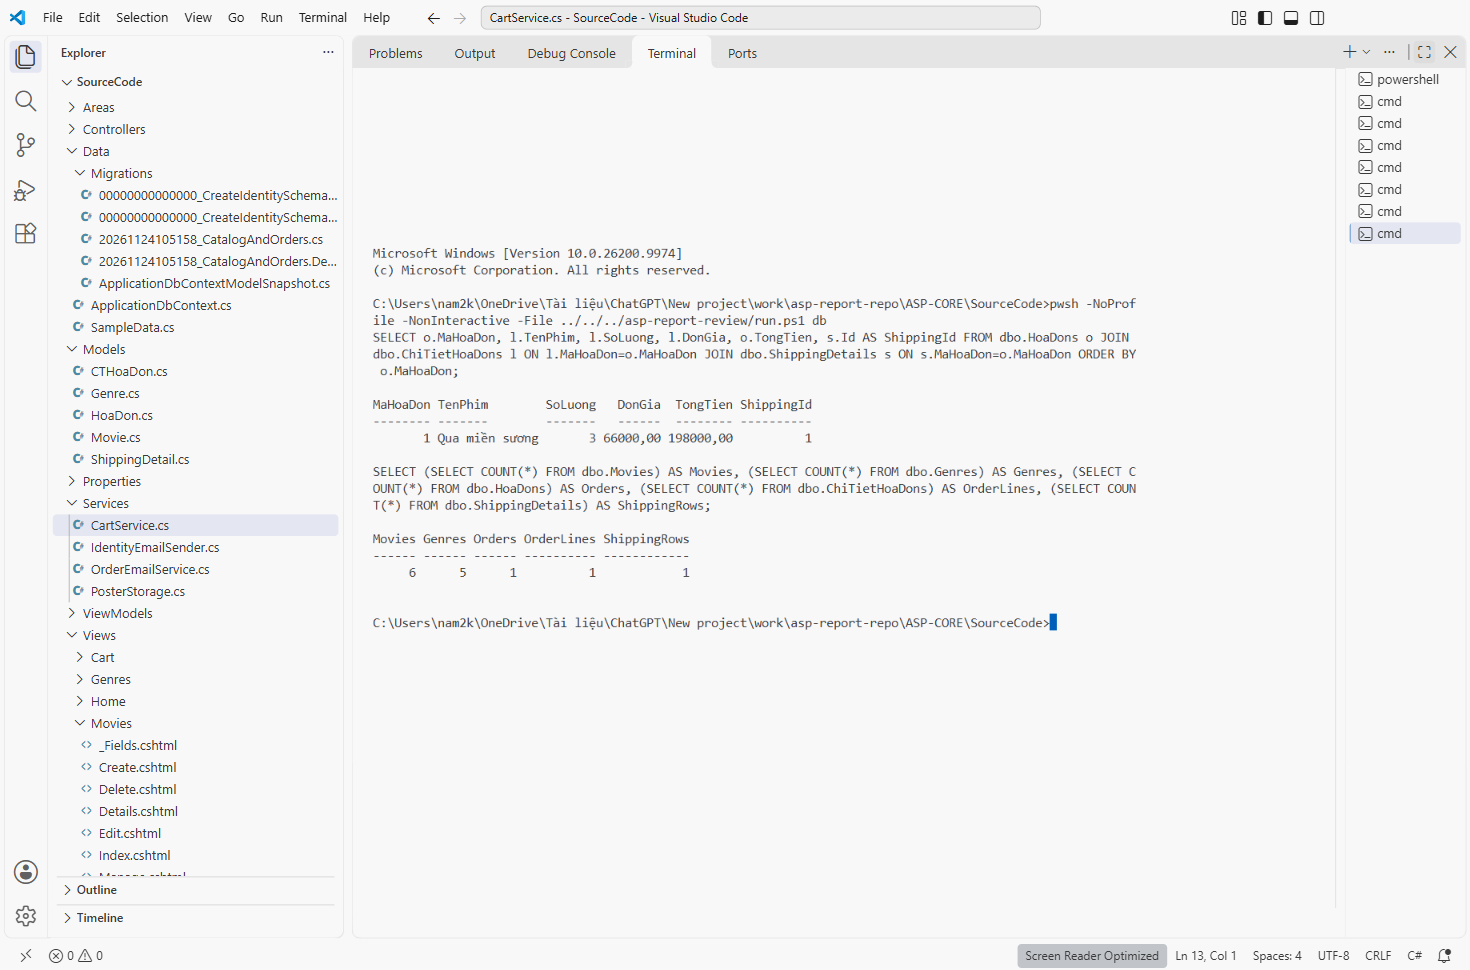 File Edit Selection View Go Run Terminal Help
CartService.cs - SourceCode - Visual Studio Code
Explorer
SourceCode
Areas
Controllers
Data
Migrations
00000000000000_CreateIdentitySchema...
00000000000000_CreateIdentitySchema...
20261124105158_CatalogAndOrders.cs
20261124105158_CatalogAndOrders.De...
ApplicationDbContextModelSnapshot.cs
ApplicationDbContext.cs
SampleData.cs
Models
CTHoaDon.cs
Genre.cs
HoaDon.cs
Movie.cs
ShippingDetail.cs
Properties
Services
CartService.cs
IdentityEmailSender.cs
OrderEmailService.cs
PosterStorage.cs
ViewModels
Views
Cart
Genres
Home
Movies
_Fields.cshtml
Create.cshtml
Delete.cshtml
Details.cshtml
Edit.cshtml
Index.cshtml
Outline
Timeline
Problems Output Debug Console Terminal Ports
Microsoft Windows [Version 10.0.26200.9974]
(c) Microsoft Corporation. All rights reserved.
C:\Users\nam2k\OneDrive\Tài liệu\ChatGPT\New project\work\asp-report-repo\ASP-CORE\SourceCode>pwsh -NoProf
ile -NonInteractive -File ../../../asp-report-review/run.ps1 db
SELECT o.MaHoaDon, l.TenPhim, l.SoLuong, l.DonGia, o.TongTien, s.Id AS ShippingId FROM dbo.HoaDons o JOIN
dbo.ChiTietHoaDons l ON l.MaHoaDon=o.MaHoaDon JOIN dbo.ShippingDetails s ON s.MaHoaDon=o.MaHoaDon ORDER BY
o.MaHoaDon;
MaHoaDon TenPhim SoLuong DonGia TongTien ShippingId
-------- ------- ------- ------ -------- ----------
1 Qua miền sương 3 66000,00 198000,00 1
SELECT (SELECT COUNT(*) FROM dbo.Movies) AS Movies, (SELECT COUNT(*) FROM dbo.Genres) AS Genres, (SELECT C
OUNT(*) FROM dbo.HoaDons) AS Orders, (SELECT COUNT(*) FROM dbo.ChiTietHoaDons) AS OrderLines, (SELECT COUN
T(*) FROM dbo.ShippingDetails) AS ShippingRows;
Movies Genres Orders OrderLines ShippingRows
------ ------ ------ ---------- ------------
6 5 1 1 1
C:\Users\nam2k\OneDrive\Tài liệu\ChatGPT\New project\work\asp-report-repo\ASP-CORE\SourceCode>
powershell
cmd
cmd
cmd
cmd
cmd
cmd
cmd
0 0
Screen Reader Optimized Ln 13, Col 1 Spaces: 4 UTF-8 CRLF C#